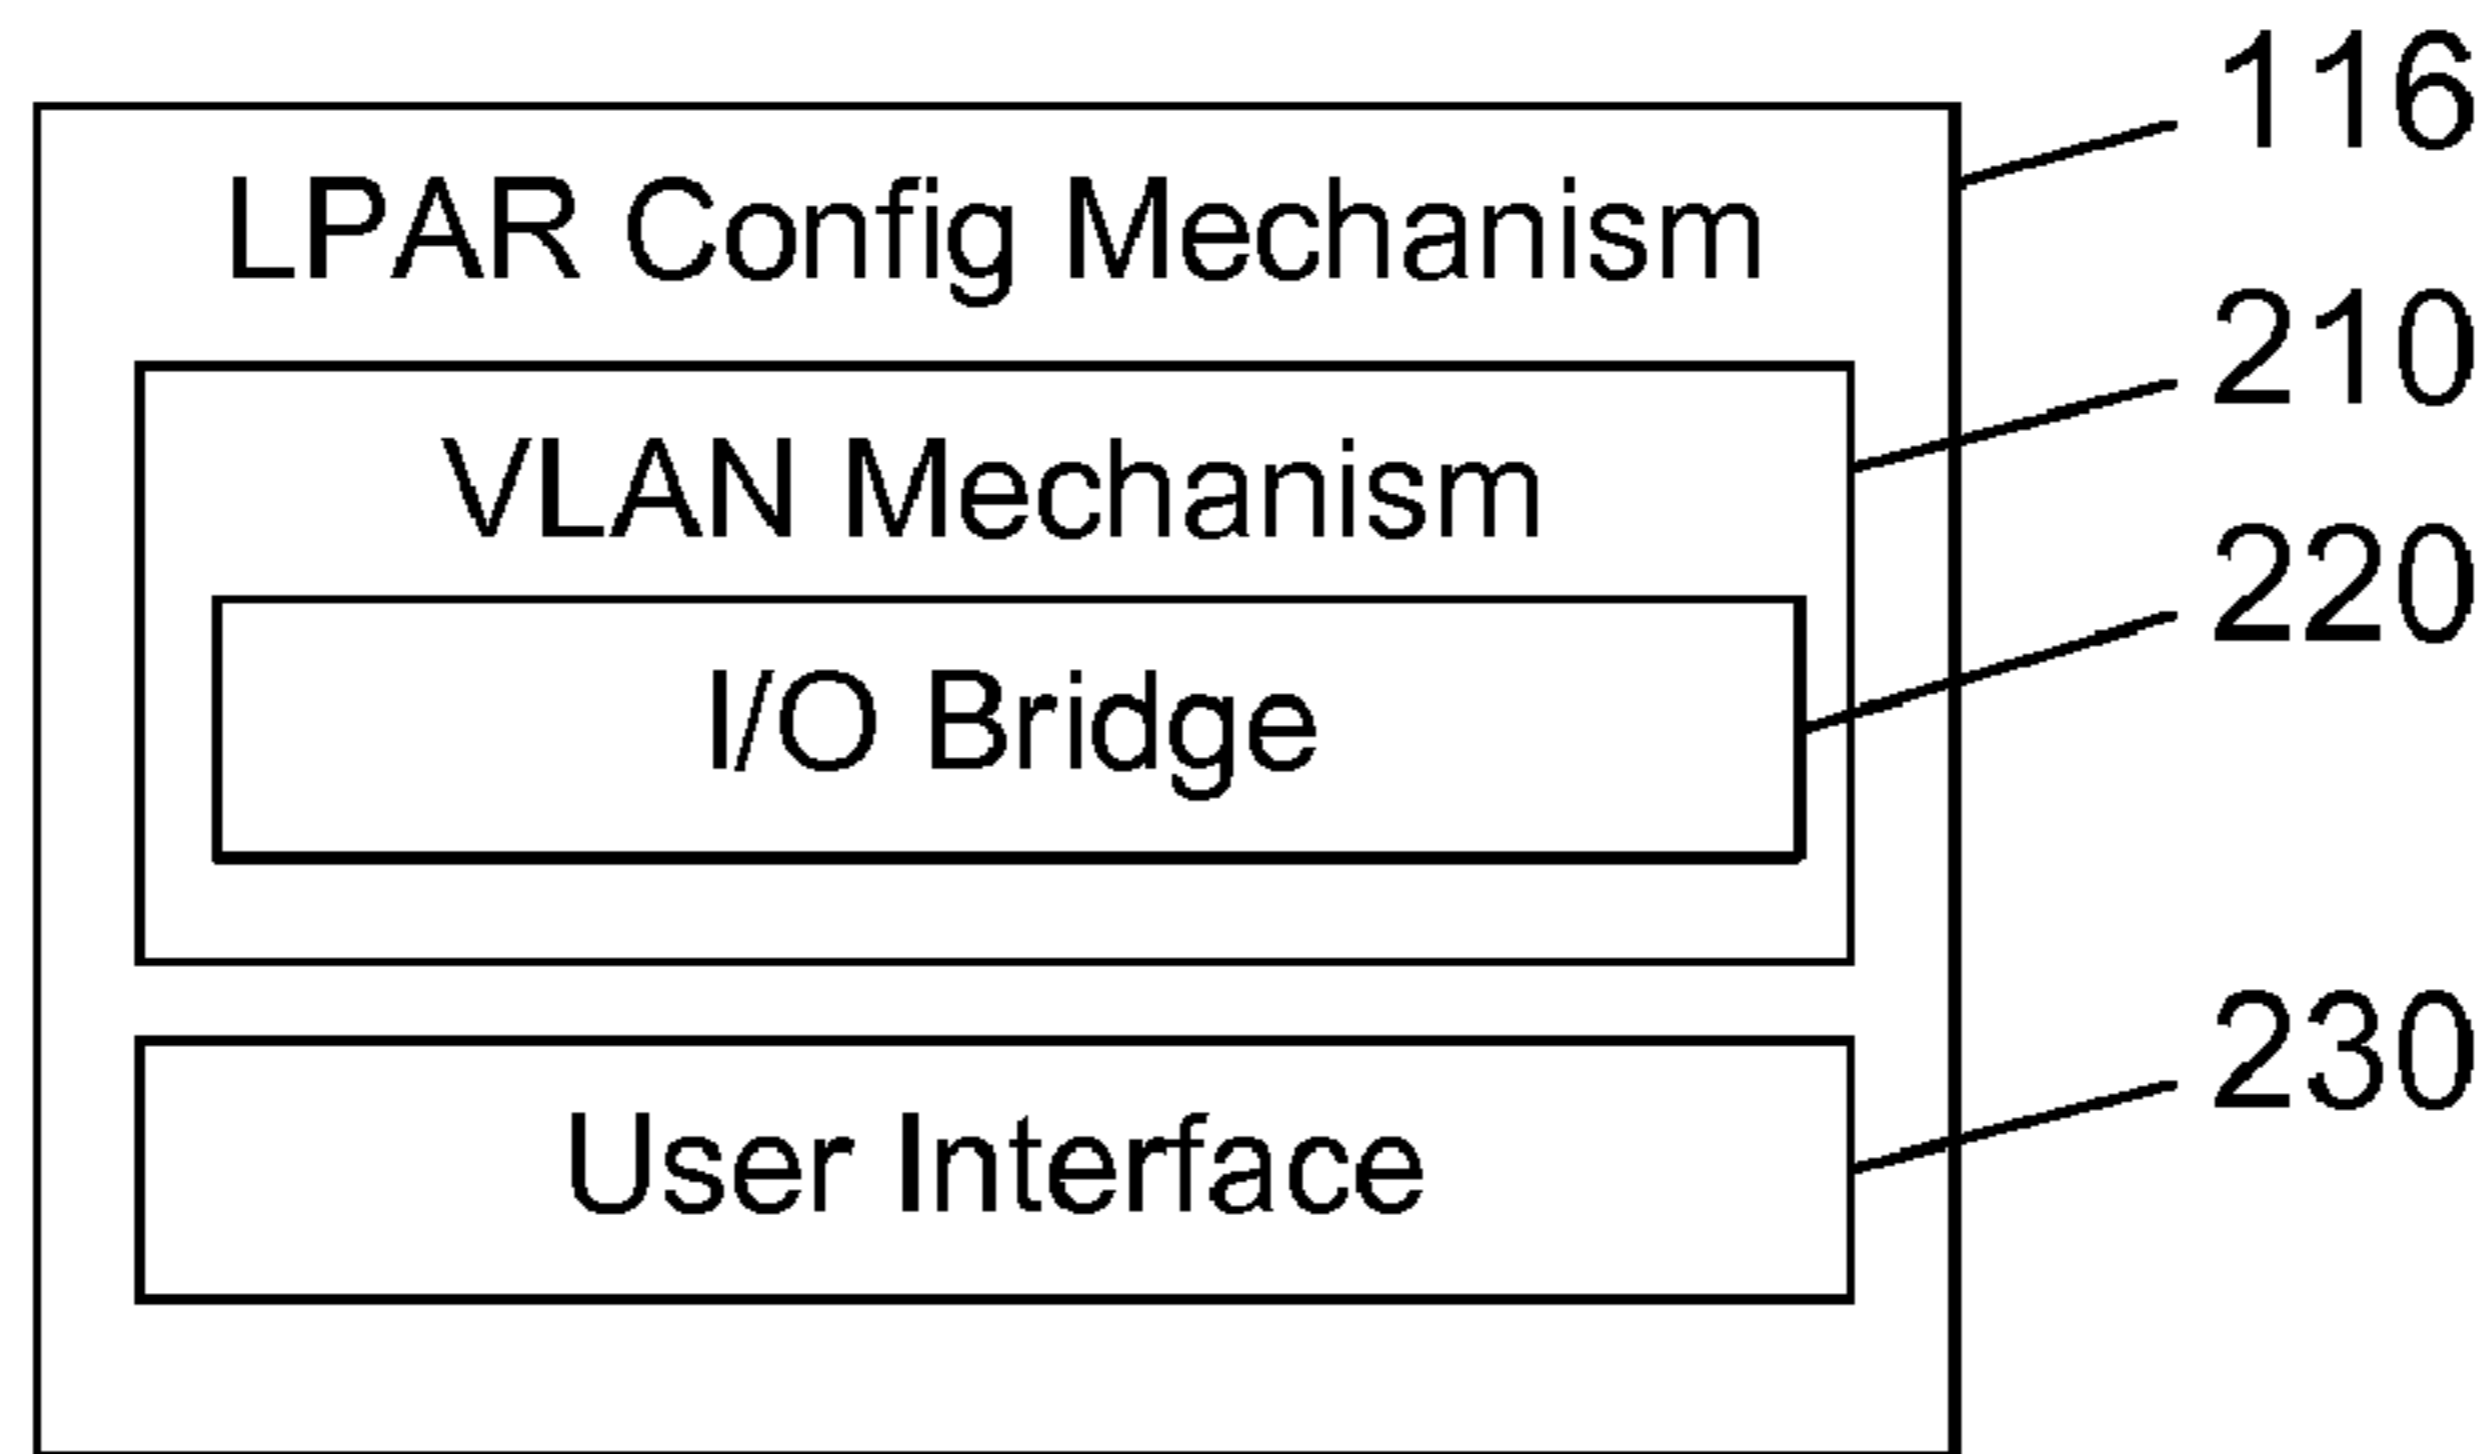 116
LPAR Config Mechanism
210
VLAN Mechanism
220
I/O Bridge
230
User Interface